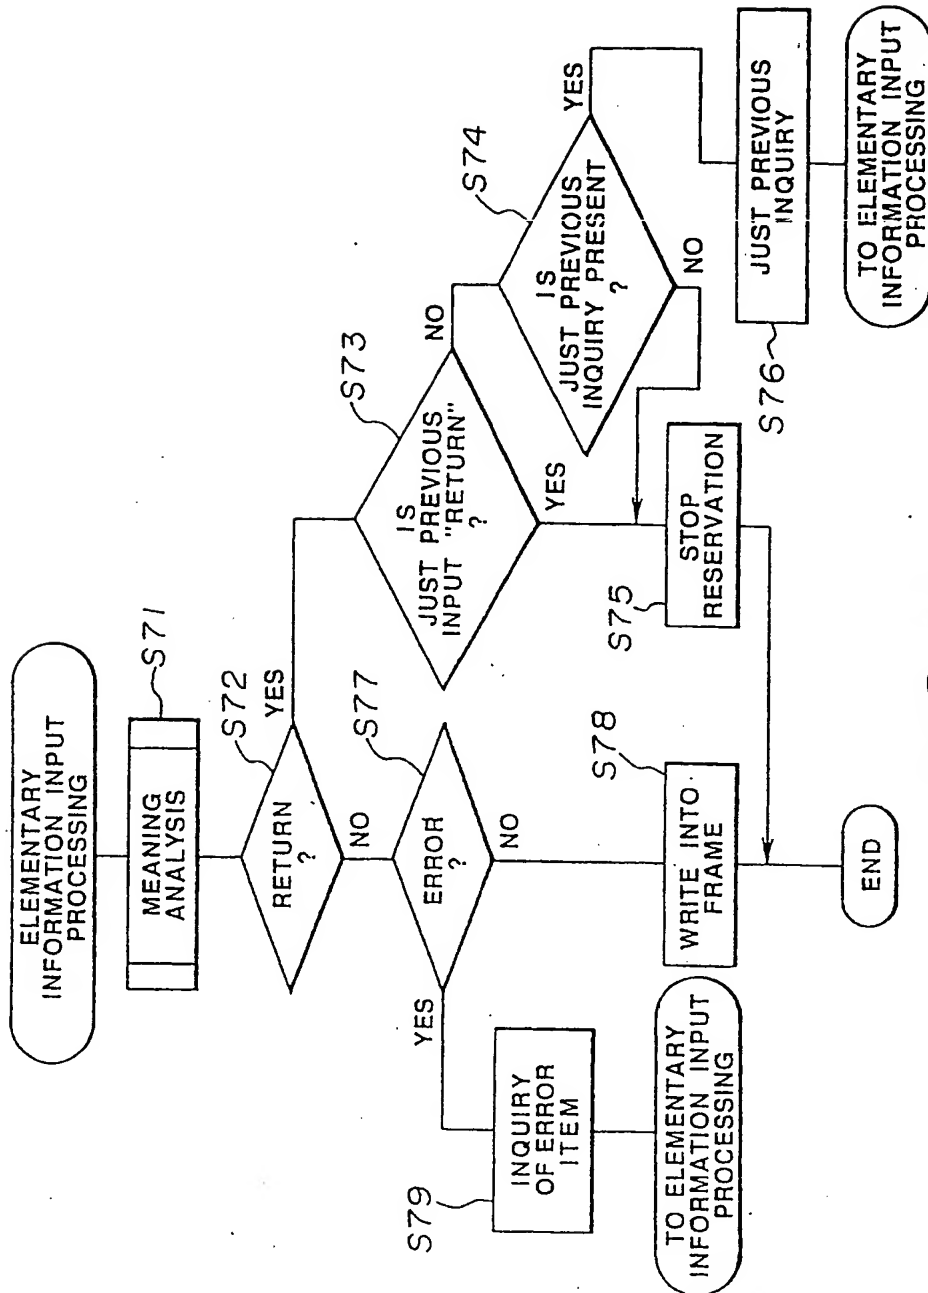 ELEMENTARY
INFORMATION INPUT
PROCESSING
S71
MEANING
ANALYSIS
S72
RETURN
?
YES
NO
S73
IS
JUST PREVIOUS
INPUT "RETURN"
?
NO
YES
S74
IS
JUST PREVIOUS
INQUIRY PRESENT
?
YES
NO
S77
ERROR
?
YES
NO
S79
INQUIRY
OF ERROR
ITEM
TO ELEMENTARY
INFORMATION INPUT
PROCESSING
S78
WRITE INTO
FRAME
S75
STOP
RESERVATION
S76
JUST PREVIOUS
INQUIRY
TO ELEMENTARY
INFORMATION INPUT
PROCESSING
END